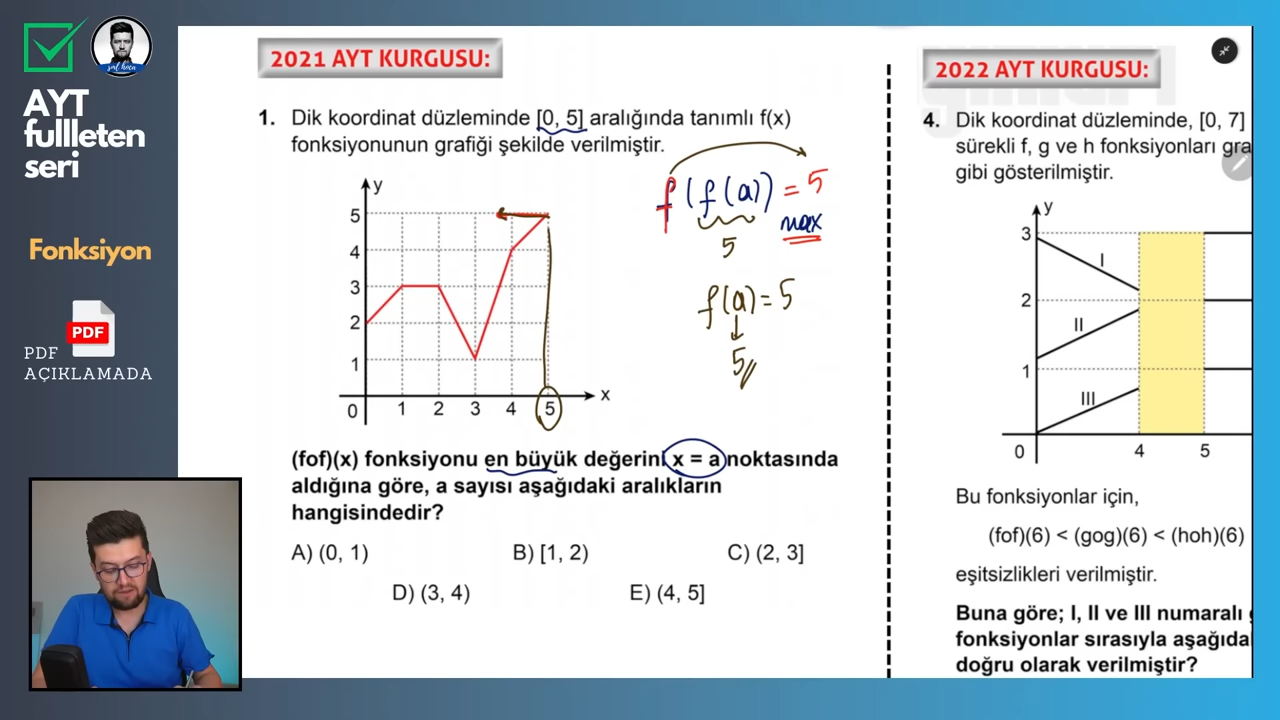 AYT
fullleten
seri
Fonksiyon
PDF
PDF
AÇIKLAMADA
2021 AYT KURGUSU:
1. Dik koordinat düzleminde [0, 5] aralığında tanımlı f(x)
fonksiyonunun grafiği şekilde verilmiştir.
y
5
4
3
2
1
0 1 2 3 4 5 x
f(f(a)) = 5
5
max
f(a) = 5
5
(fof)(x) fonksiyonu en büyük değerini x = a noktasında
aldığına göre, a sayısı aşağıdaki aralıkların
hangisindedir?
A) (0, 1) B) [1, 2) C) (2, 3]
D) (3, 4) E) (4, 5]
2022 AYT KURGUSU:
4. Dik koordinat düzleminde, [0, 7]
sürekli f, g ve h fonksiyonları gra
gibi gösterilmiştir.
y
3
2
1
I
II
III
0 4 5
Bu fonksiyonlar için,
(fof)(6) < (gog)(6) < (hoh)(6)
eşitsizlikleri verilmiştir.
Buna göre; I, II ve III numaralı
fonksiyonlar sırasıyla aşağıda
doğru olarak verilmiştir?